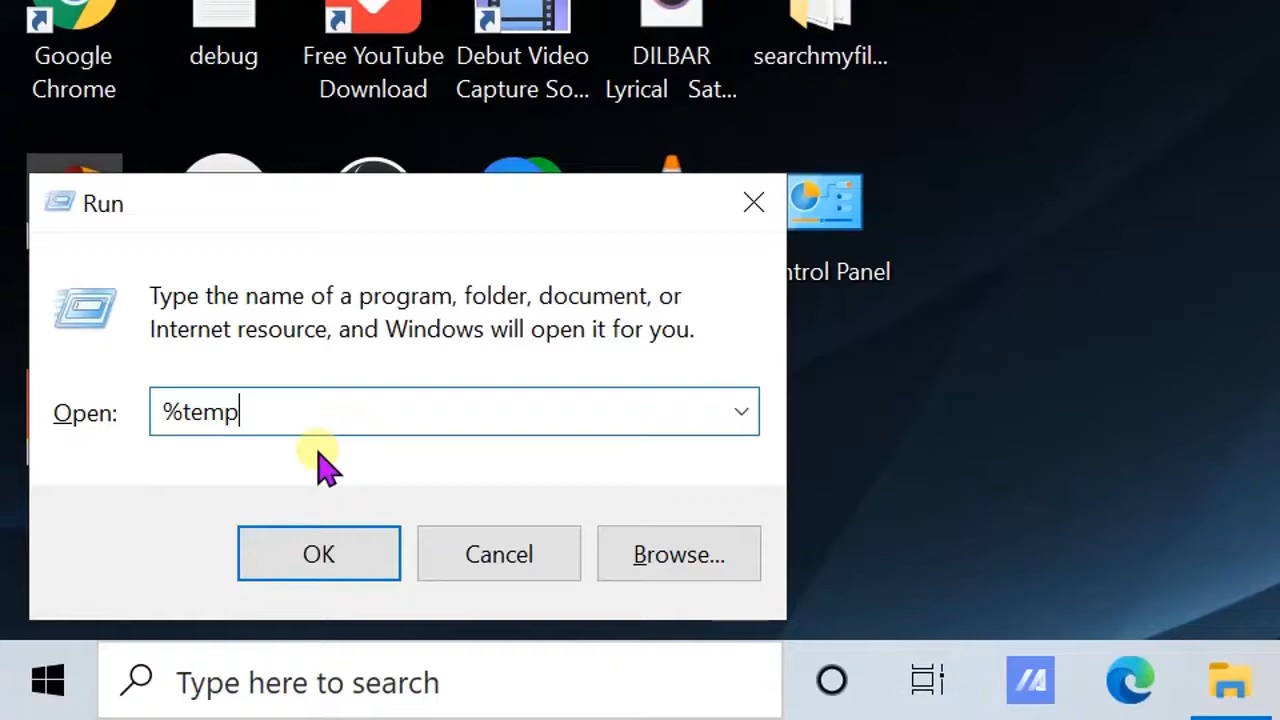 Google Chrome
debug
Free YouTube Download
Debut Video Capture So...
DILBAR Lyrical Sat...
searchmyfil...
Run
Type the name of a program, folder, document, or
Internet resource, and Windows will open it for you.
Open:
%temp
OK
Cancel
Browse...
ntrol Panel
Type here to search